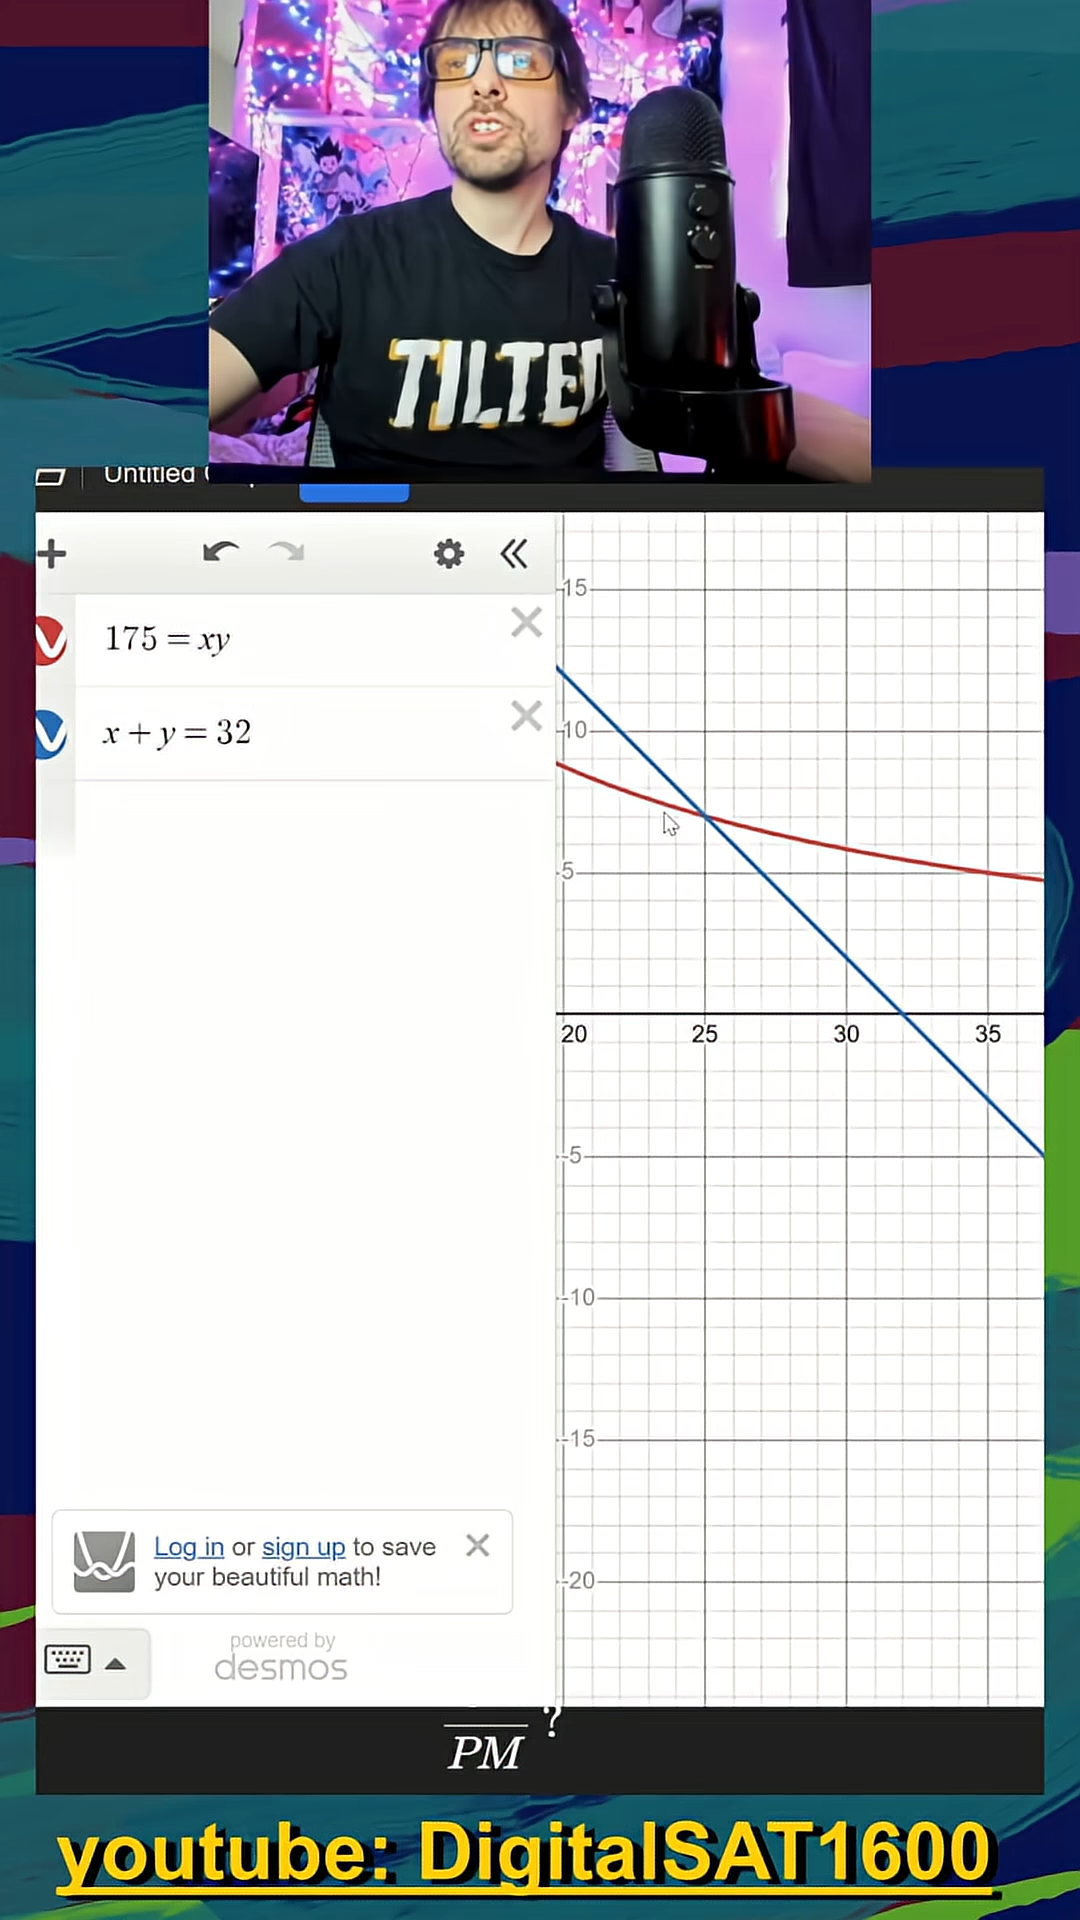 TILTED
Untitled
175 = xy
x + y = 32
15
10
5
20 25 30 35
-5
-10
-15
-20
Log in or sign up to save
your beautiful math!
powered by
desmos
PM ?
youtube: DigitalSAT1600